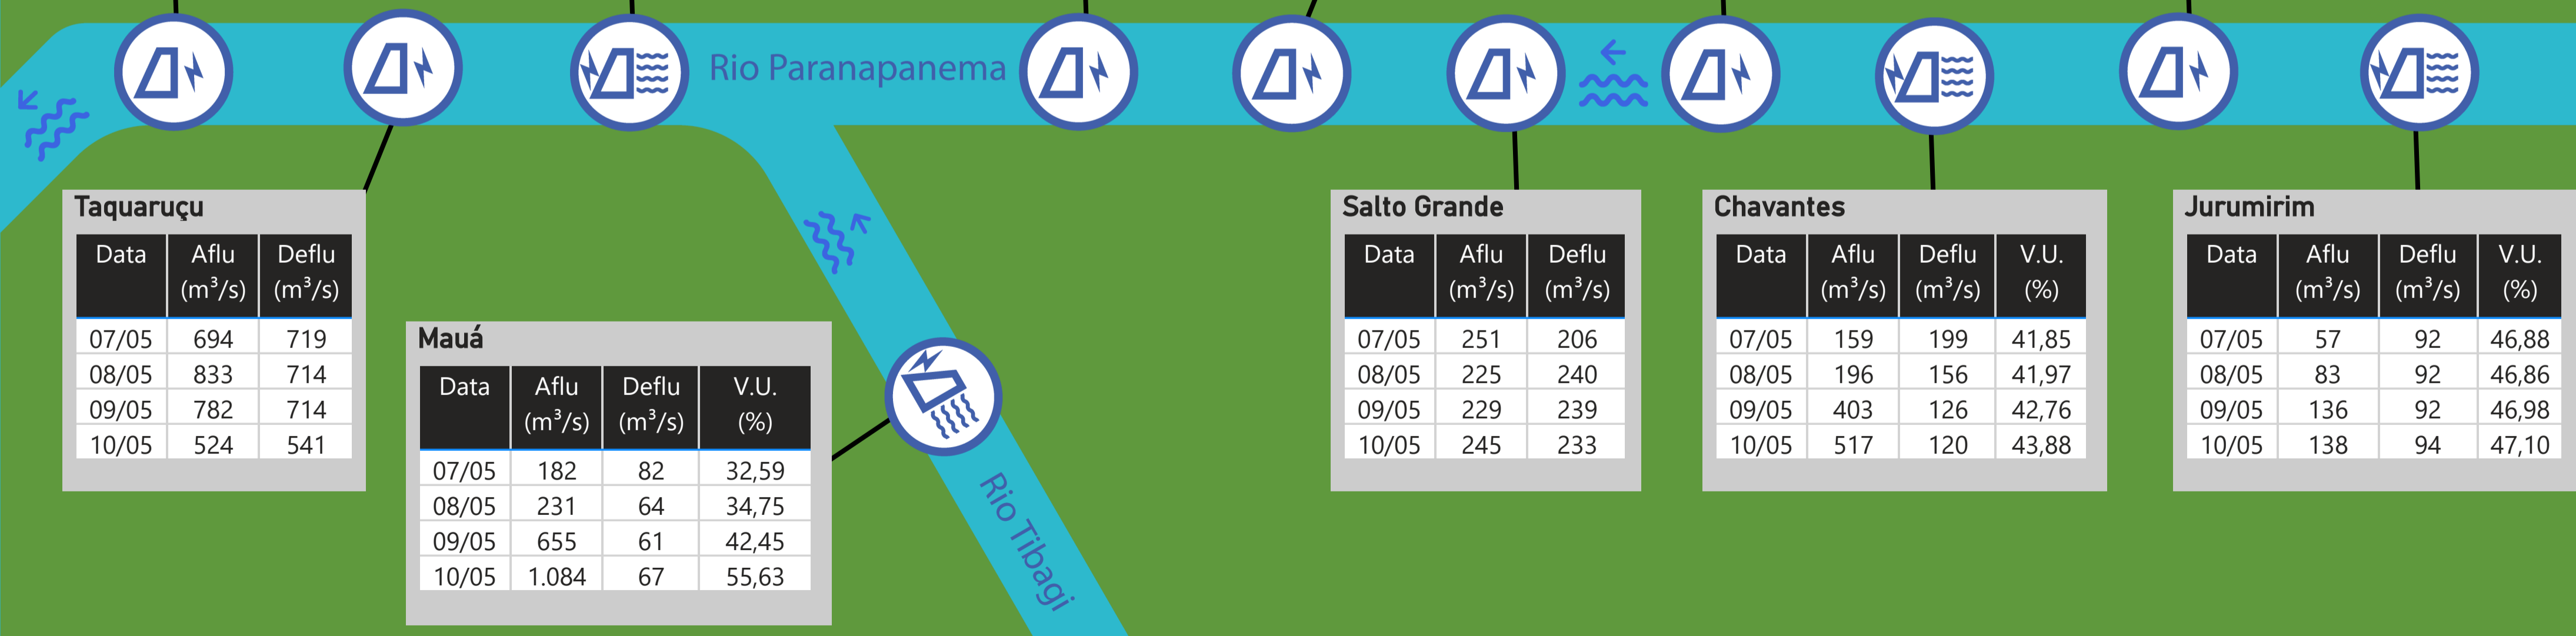 Rio Paranapanema
Taquaruçu
Data Aflu (m³/s) Deflu (m³/s)
07/05 694 719
08/05 833 714
09/05 782 714
10/05 524 541
Mauá
Data Aflu (m³/s) Deflu (m³/s) V.U. (%)
07/05 182 82 32,59
08/05 231 64 34,75
09/05 655 61 42,45
10/05 1.084 67 55,63
Rio Tibagi
Salto Grande
Data Aflu (m³/s) Deflu (m³/s)
07/05 251 206
08/05 225 240
09/05 229 239
10/05 245 233
Chavantes
Data Aflu (m³/s) Deflu (m³/s) V.U. (%)
07/05 159 199 41,85
08/05 196 156 41,97
09/05 403 126 42,76
10/05 517 120 43,88
Jurumirim
Data Aflu (m³/s) Deflu (m³/s) V.U. (%)
07/05 57 92 46,88
08/05 83 92 46,86
09/05 136 92 46,98
10/05 138 94 47,10